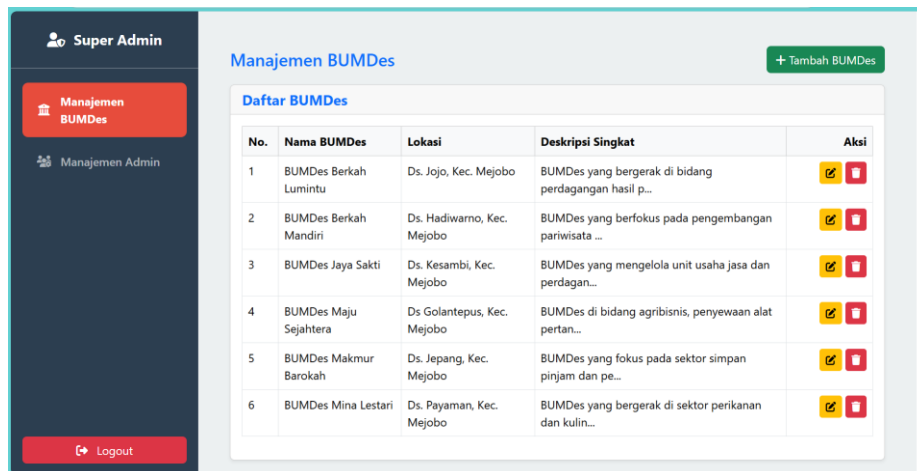 Super Admin
Manajemen
BUMDes
Manajemen Admin
Logout
Manajemen BUMDes
+ Tambah BUMDes
Daftar BUMDes
No. Nama BUMDes Lokasi Deskripsi Singkat Aksi
1 BUMDes Berkah Ds. Jojo, Kec. Mejobo BUMDes yang bergerak di bidang
Lumintu perdagangan hasil p...
2 BUMDes Berkah Ds. Hadiwarno, Kec. BUMDes yang berfokus pada pengembangan
Mandiri Mejobo pariwisata ...
3 BUMDes Jaya Sakti Ds. Kesambi, Kec. BUMDes yang mengelola unit usaha jasa dan
Mejobo perdagan...
4 BUMDes Maju Ds Golantepus, Kec. BUMDes di bidang agribisnis, penyewaan alat
Sejahtera Mejobo pertan...
5 BUMDes Makmur Ds. Jepang, Kec. BUMDes yang fokus pada sektor simpan
Barokah Mejobo pinjam dan pe...
6 BUMDes Mina Lestari Ds. Payaman, Kec. BUMDes yang bergerak di sektor perikanan
Mejobo dan kulin...